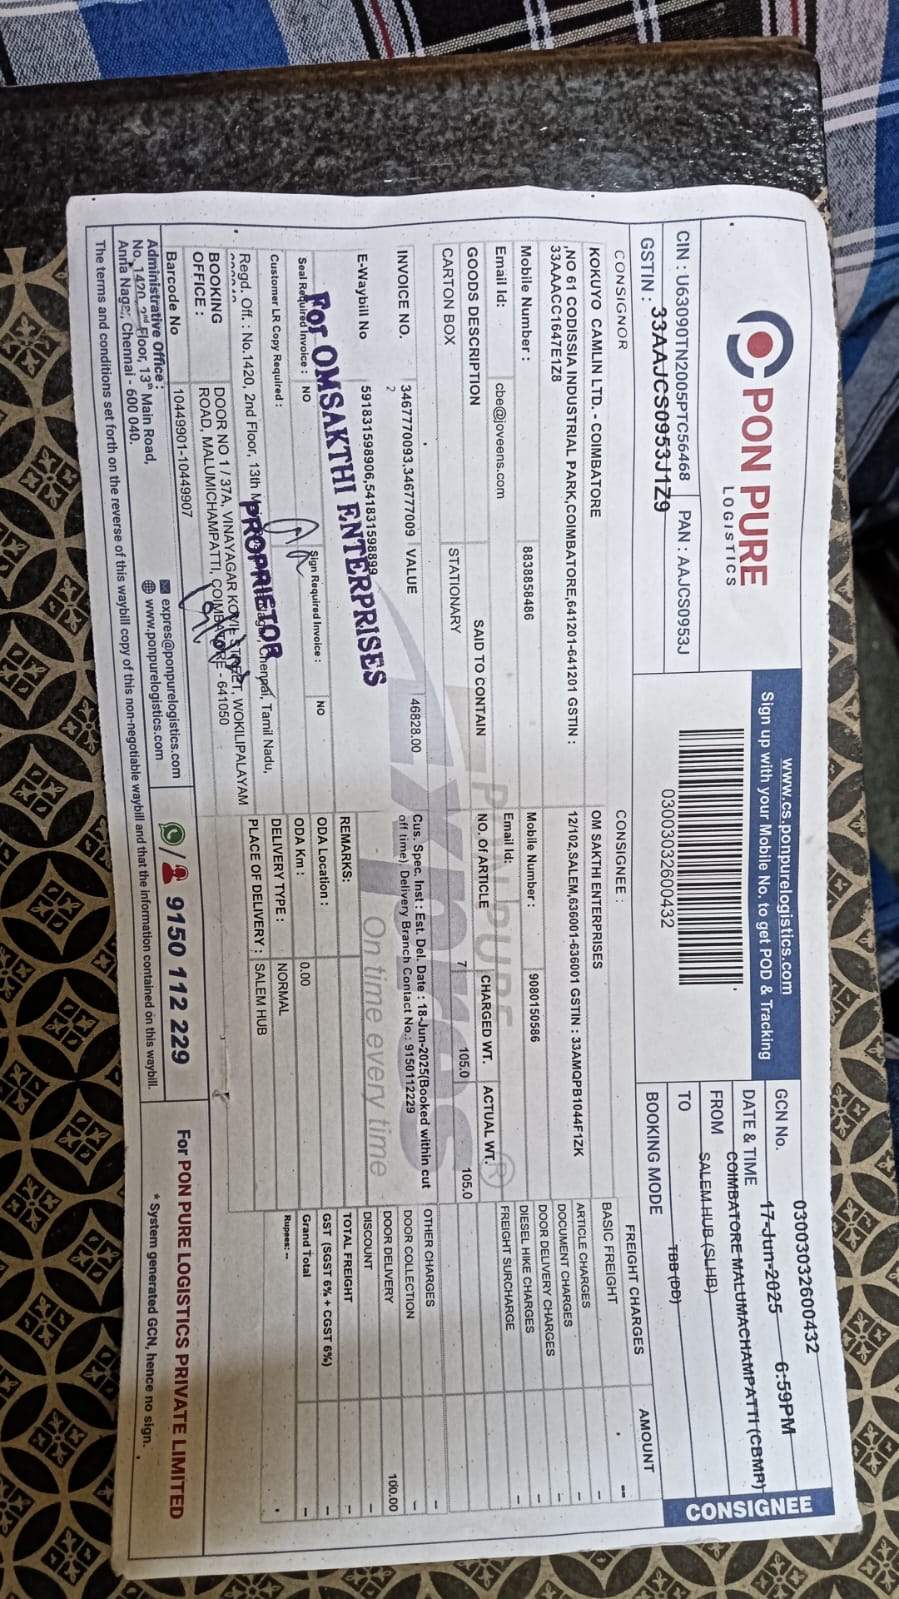 PON PURE
LOGISTICS
CIN : U63090TN2005PTC56468 PAN : AAJCS0953J
GSTIN : 33AAJCS0953J1Z9
www.cs.ponpurelogistics.com
Sign up with your Mobile No. to get POD & Tracking
03003032600432
GCN No. 03003032600432
DATE & TIME 17-Jun-2025 6:59PM
FROM COIMBATORE MALUMACHAMPATTI (CBMP)
TO SALEM HUB (SLHB)
BOOKING MODE TBB (DD)
CONSIGNEE
CONSIGNOR
KOKUYO CAMLIN LTD. - COIMBATORE
,NO 61 CODISSIA INDUSTRIAL PARK,COIMBATORE,641201-641201 GSTIN :
33AAACC1647E1Z8
Mobile Number : 8838858486
Email Id: cbe@joveens.com
CONSIGNEE :
OM SAKTHI ENTERPRISES
12/102,SALEM,636001-636001 GSTIN : 33AMQPB1044F1ZK
Mobile Number : 9080150586
Email Id:
GOODS DESCRIPTION SAID TO CONTAIN NO. OF ARTICLE CHARGED WT. ACTUAL WT.
CARTON BOX STATIONARY 7 105.0 105.0
INVOICE NO. 3467770093,346777009 VALUE 46828.00
2
Cus. Spec. Inst : Est. Del. Date : 18-Jun-2025(Booked within cut
off time) Delivery Branch Contact No.: 9150112229
E-Waybill No 591831598906,541831598899
Seal Required Invoice : NO Sign Required Invoice : NO
Customer LR Copy Required :
REMARKS:
ODA Location :
ODA Km : 0.00
DELIVERY TYPE : NORMAL
PLACE OF DELIVERY : SALEM HUB
FREIGHT CHARGES AMOUNT
BASIC FREIGHT --
ARTICLE CHARGES –
DOCUMENT CHARGES –
DOOR DELIVERY CHARGES –
DIESEL HIKE CHARGES –
FREIGHT SURCHARGE –
OTHER CHARGES –
DOOR COLLECTION –
DOOR DELIVERY 100.00
DISCOUNT –
TOTAL FREIGHT –
GST (SGST 6% + CGST 6%) –
Grand Total –
Rupees: --
PON PURE
Xpres®
On time every time
For OMSAKTHI ENTERPRISES
PROPRIETOR
Regd. Off. : No.1420, 2nd Floor, 13th Chennai, Tamil Nadu,
BOOKING
OFFICE :
DOOR NO 1/ 37A, VINAYAGAR KOVIL STREET, WOKILIPALAYAM
ROAD, MALUMICHAMPATTI, COIMBATORE - 641050
Barcode No 10449901-10449907
Administrative Office :
No. 1420, 2nd Floor, 13th Main Road,
Anna Nagar, Chennai - 600 040.
expres@ponpurelogistics.com
www.ponpurelogistics.com
/ 9150 112 229
For PON PURE LOGISTICS PRIVATE LIMITED
* System generated GCN, hence no sign.
The terms and conditions set forth on the reverse of this waybill copy of this non-negotiable waybill and that the information contained on this waybill.